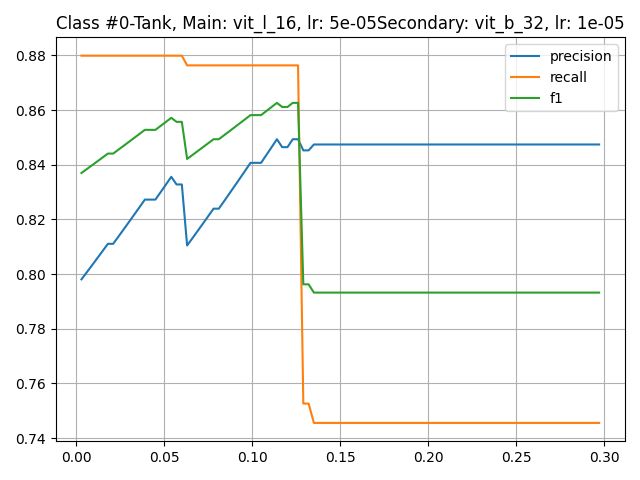 Class #0-Tank, Main: vit_l_16, lr: 5e-05Secondary: vit_b_32, lr: 1e-05
precision
recall
f1
0.88
0.86
0.84
0.82
0.80
0.78
0.76
0.74
0.00 0.05 0.10 0.15 0.20 0.25 0.30